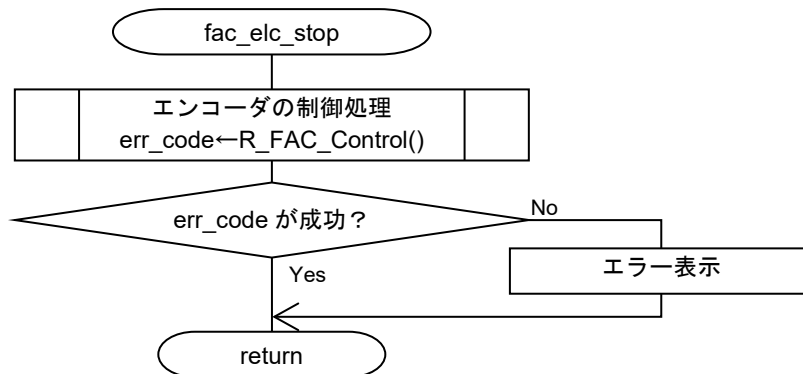 fac_elc_stop
エンコーダの制御処理
err_code←R_FAC_Control()
err_code が成功？
No
エラー表示
Yes
return